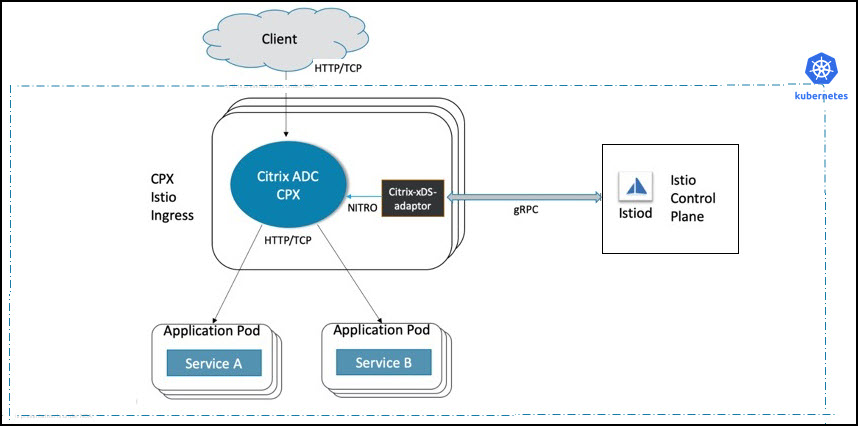 Client
HTTP/TCP
kubernetes
CPX
Istio
Ingress
Citrix ADC
CPX
NITRO
Citrix-xDS-
adaptor
gRPC
Istiod
Istio
Control
Plane
HTTP/TCP
Application Pod
Service A
Application Pod
Service B